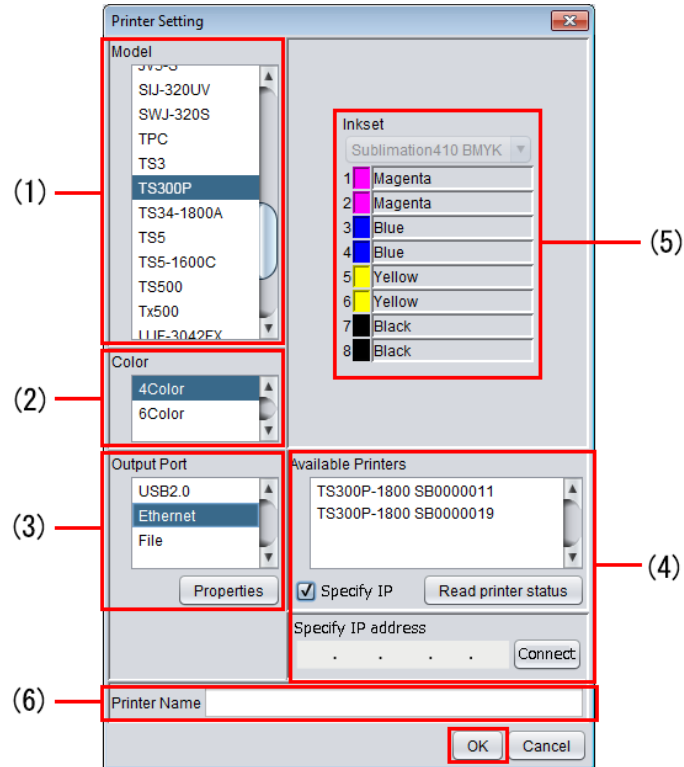 Printer Setting
Model
SIJ-320UV
SWJ-320S
TPC
TS3
TS300P
TS34-1800A
TS5
TS5-1600C
TS500
Tx500
(1)
Inkset
Sublimation410 BMYK
1 Magenta
2 Magenta
3 Blue
4 Blue
5 Yellow
6 Yellow
7 Black
8 Black
(5)
Color
4Color
6Color
(2)
Output Port
USB2.0
Ethernet
File
Properties
(3)
Available Printers
TS300P-1800 SB0000011
TS300P-1800 SB0000019
Specify IP
Read printer status
(4)
Specify IP address
. . . .
Connect
(6)
Printer Name
OK
Cancel